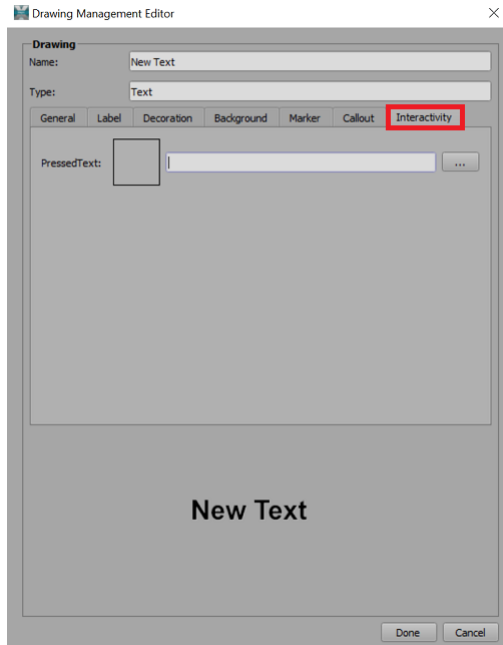 Drawing Management Editor
Drawing
Name: New Text
Type: Text
General Label Decoration Background Marker Callout Interactivity
PressedText: ...
New Text
Done Cancel